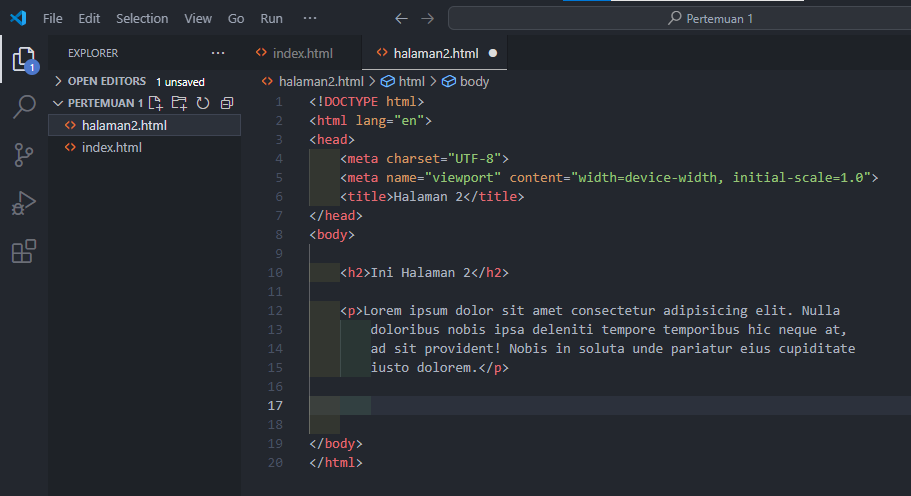 File Edit Selection View Go Run ··· ← → Pertemuan 1
EXPLORER ··· index.html halaman2.html ●
OPEN EDITORS 1 unsaved
halaman2.html > html > body
PERTEMUAN 1
halaman2.html
index.html
1
1 <!DOCTYPE html>
2 <html lang="en">
3 <head>
4 <meta charset="UTF-8">
5 <meta name="viewport" content="width=device-width, initial-scale=1.0">
6 <title>Halaman 2</title>
7 </head>
8 <body>
9
10 <h2>Ini Halaman 2</h2>
11
12 <p>Lorem ipsum dolor sit amet consectetur adipisicing elit. Nulla
13 doloribus nobis ipsa deleniti tempore temporibus hic neque at,
14 ad sit provident! Nobis in soluta unde pariatur eius cupiditate
15 iusto dolorem.</p>
16
17
18
19 </body>
20 </html>